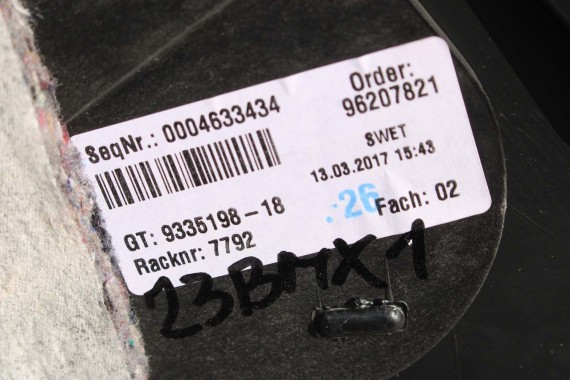 SeqNr.: 0004633434
Order:
96207821
SWET
13.03.2017 15:43
GT: 9335198-18
Racknr: 7792
.:26
Fach: 02
23BMX1